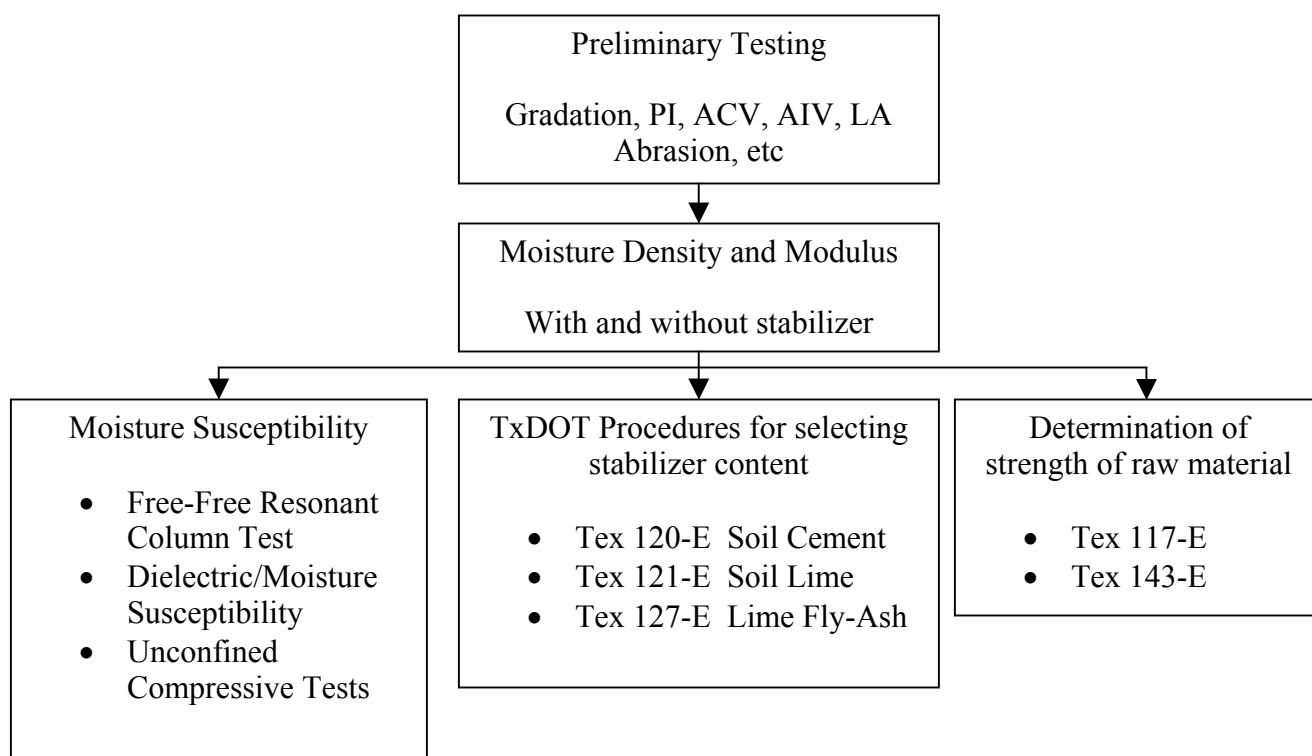 Preliminary Testing
Gradation, PI, ACV, AIV, LA
Abrasion, etc
Moisture Density and Modulus
With and without stabilizer
Moisture Susceptibility
• Free-Free Resonant
Column Test
• Dielectric/Moisture
Susceptibility
• Unconfined
Compressive Tests
TxDOT Procedures for selecting
stabilizer content
• Tex 120-E Soil Cement
• Tex 121-E Soil Lime
• Tex 127-E Lime Fly-Ash
Determination of
strength of raw material
• Tex 117-E
• Tex 143-E